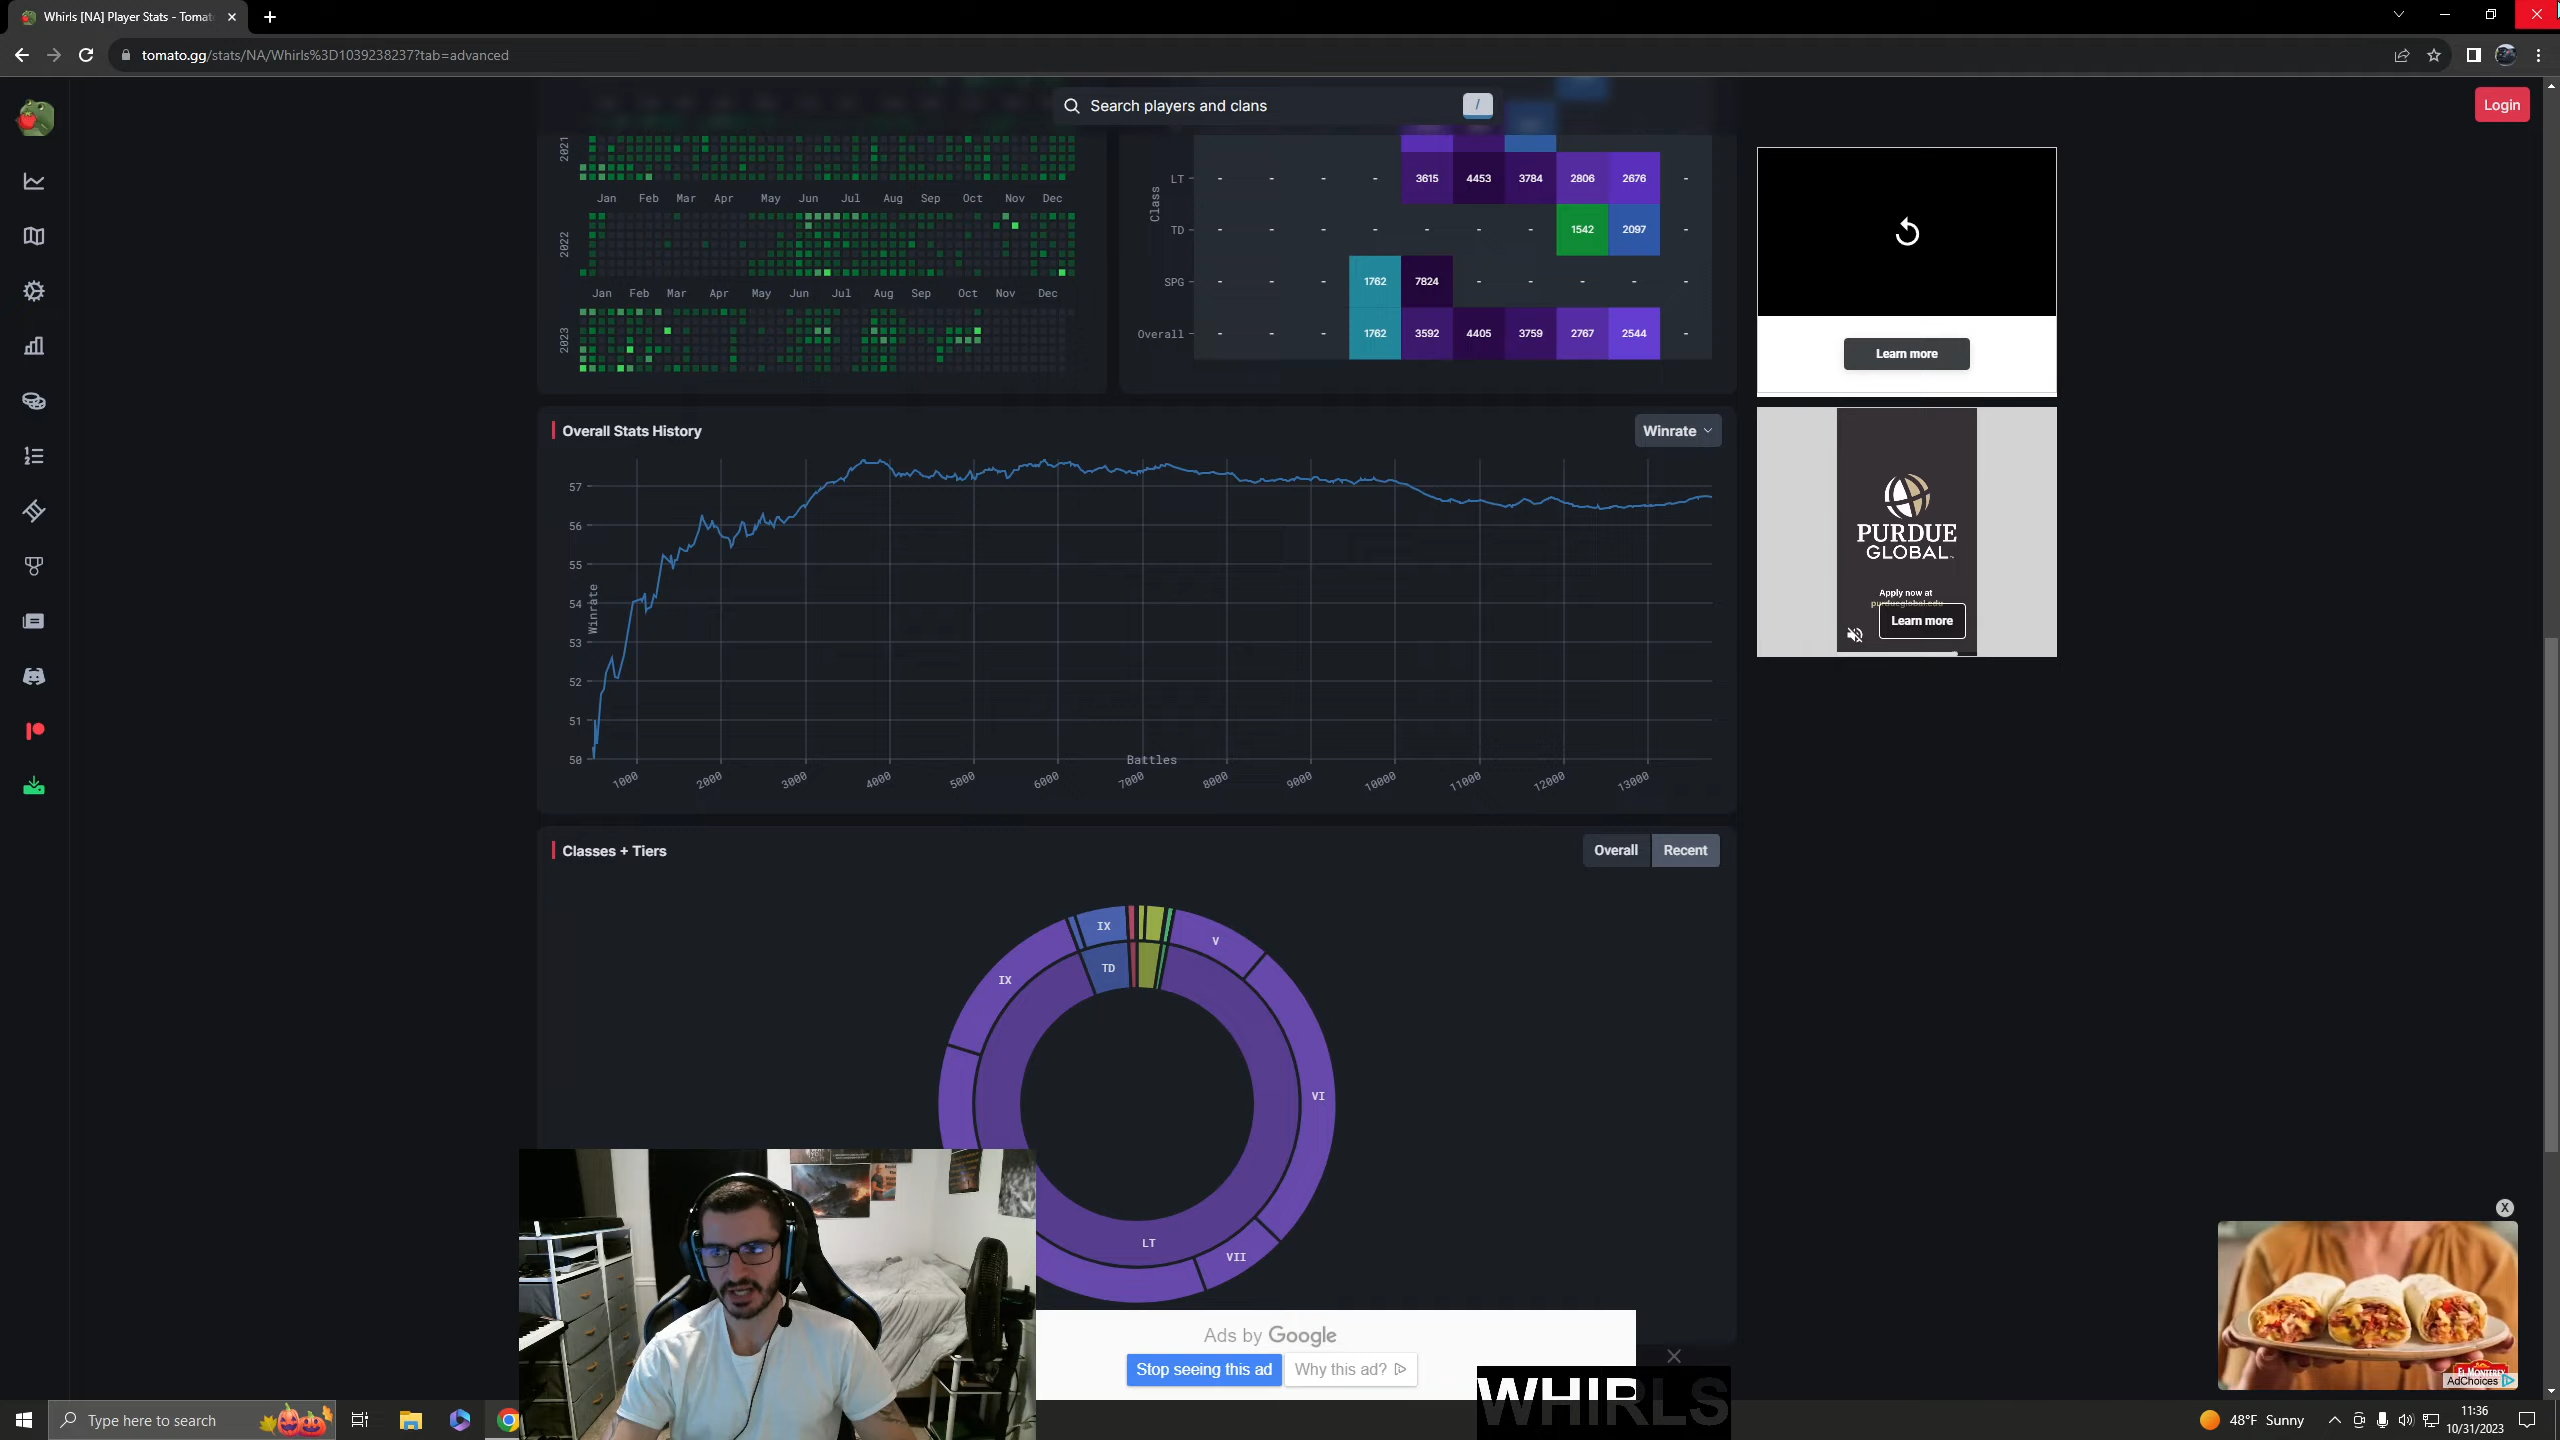 Whirls [NA] Player Stats - Tomat
tomato.gg/stats/NA/Whirls%3D1039238237?tab=advanced
Search players and clans
/
Login
2021
Jan Feb Mar Apr May Jun Jul Aug Sep Oct Nov Dec
2022
Jan Feb Mar Apr May Jun Jul Aug Sep Oct Nov Dec
2023
Class
LT - - - - 3615 4453 3784 2806 2676 -
TD - - - - - - - 1542 2097 -
SPG - - - 1762 7824 - - - - -
Overall - - - 1762 3592 4405 3759 2767 2544 -
Learn more
Overall Stats History
Winrate
57
56
55
54
53
52
51
50
Winrate
Battles
1000 2000 3000 4000 5000 6000 7000 8000 9000 10000 11000 12000 13000
PURDUE
GLOBAL
Apply now at
purdueglobal.edu
Learn more
Classes + Tiers
Overall
Recent
IX
TD
V
IX
VI
LT
VII
Ads by Google
Stop seeing this ad
Why this ad?
WHIRLS
X
EL MONTEREY
AdChoices
Type here to search
48°F Sunny
11:36
10/31/2023